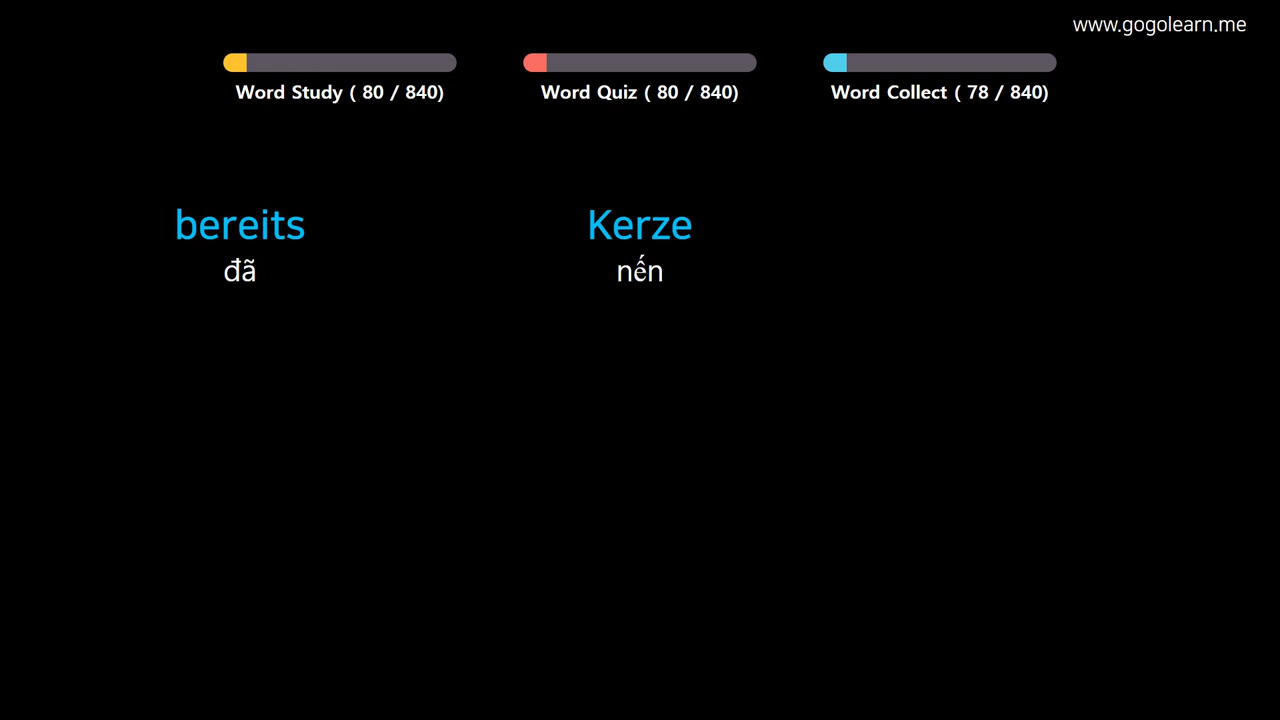 www.gogolearn.me
Word Study ( 80 / 840)
Word Quiz ( 80 / 840)
Word Collect ( 78 / 840)
bereits
đã
Kerze
nến